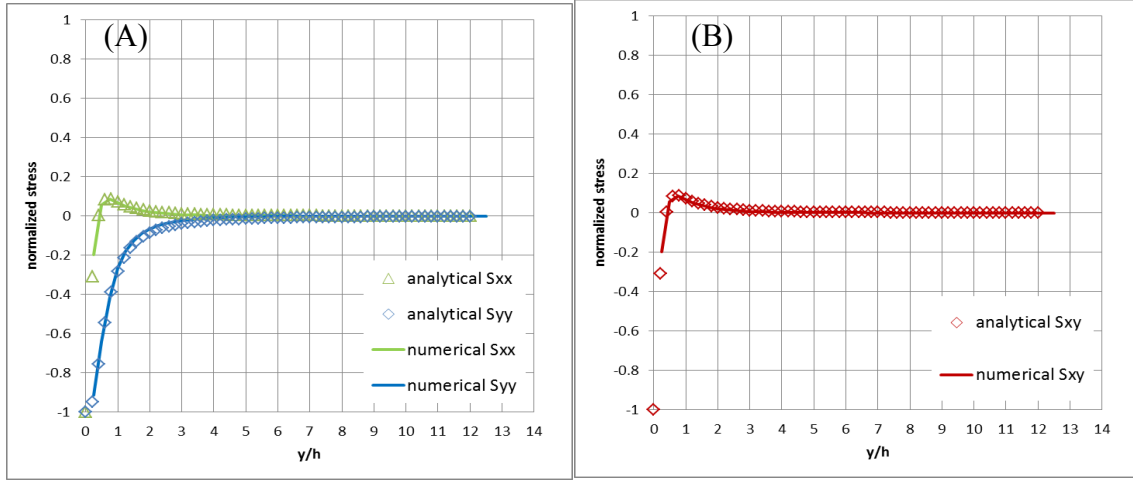 (A)
1
0.8
0.6
0.4
0.2
0
-0.2
-0.4
-0.6
-0.8
-1
normalized stress
0 1 2 3 4 5 6 7 8 9 10 11 12 13 14
y/h
analytical Sxx
analytical Syy
numerical Sxx
numerical Syy
(B)
1
0.8
0.6
0.4
0.2
0
-0.2
-0.4
-0.6
-0.8
-1
normalized stress
0 1 2 3 4 5 6 7 8 9 10 11 12 13 14
y/h
analytical Sxy
numerical Sxy